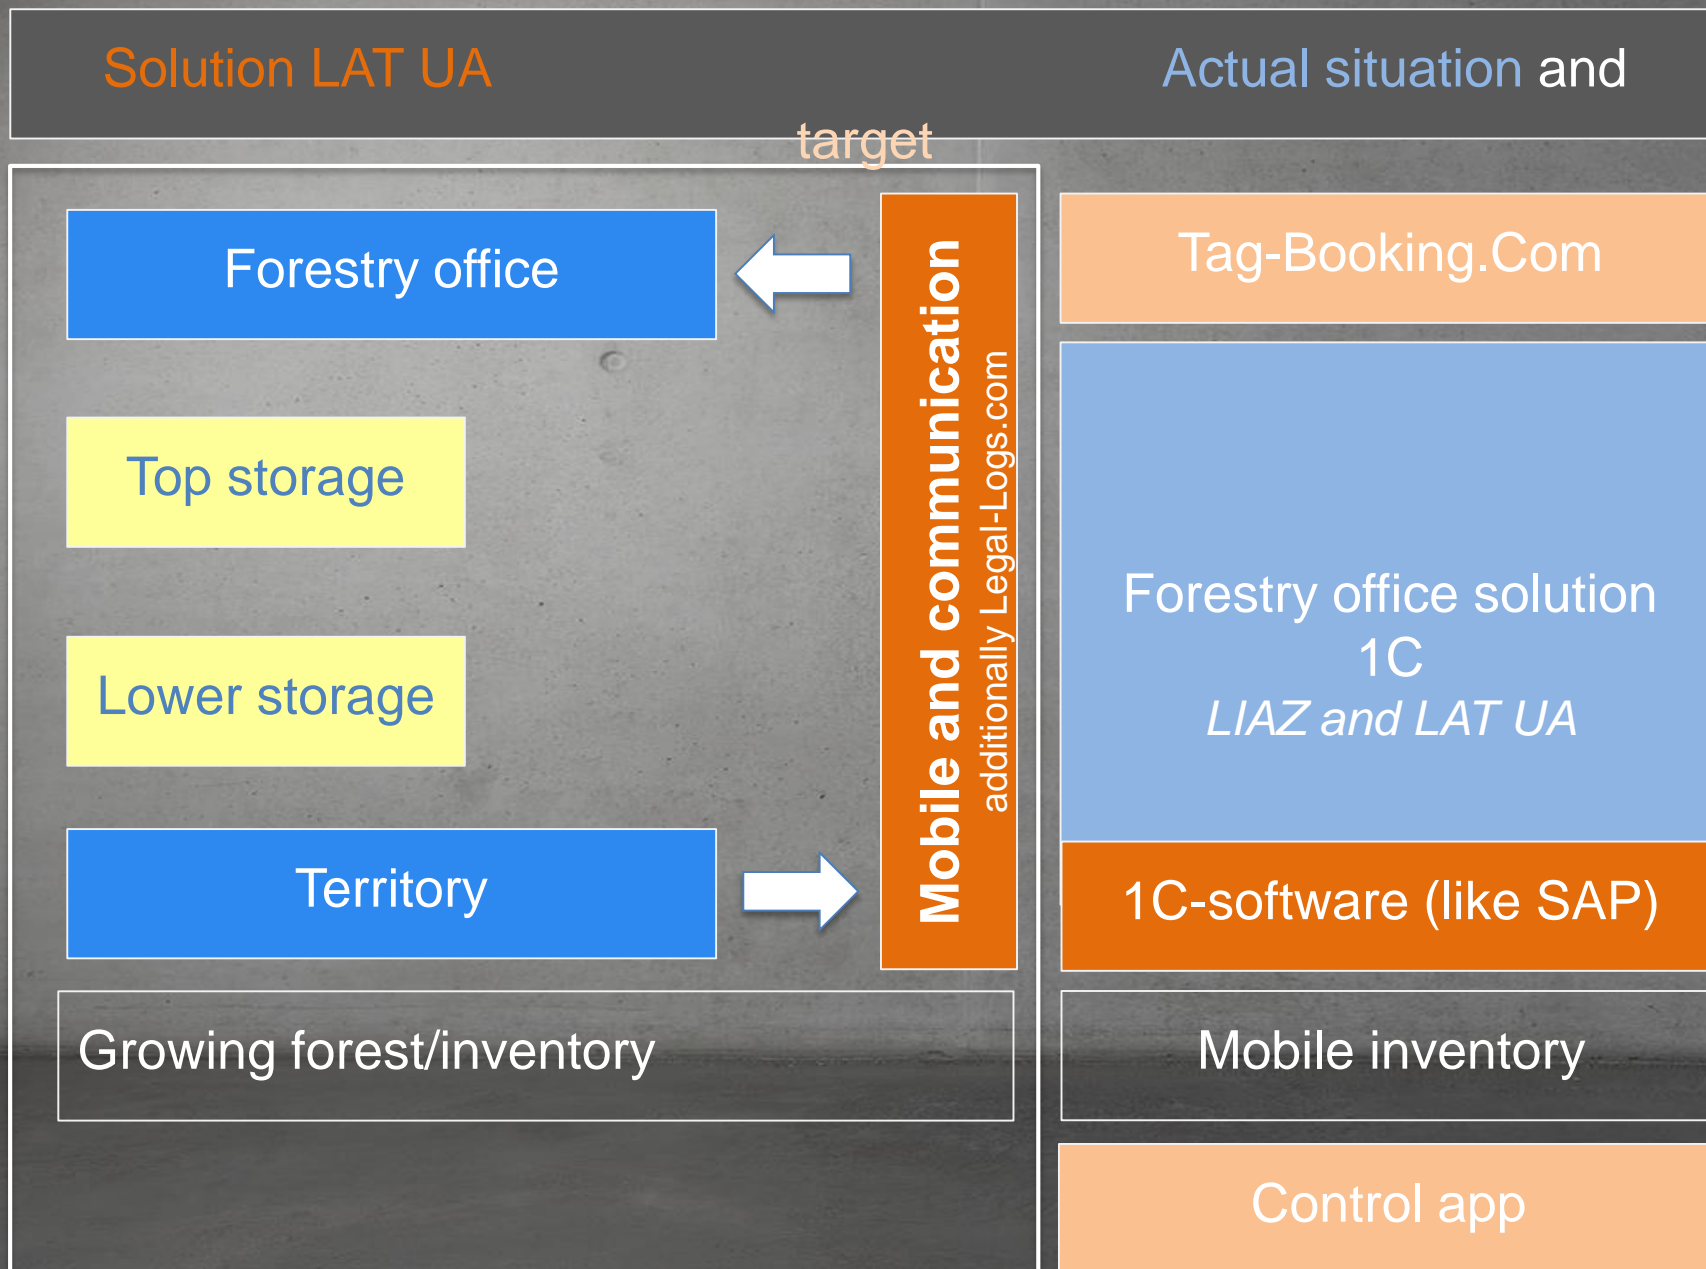 Solution LAT UA
Actual situation and
target
Forestry office
Top storage
Lower storage
Territory
Growing forest/inventory
Mobile and communication
additionally Legal-Logs.com
Tag-Booking.Com
Forestry office solution
1C
LIAZ and LAT UA
1C-software (like SAP)
Mobile inventory
Control app